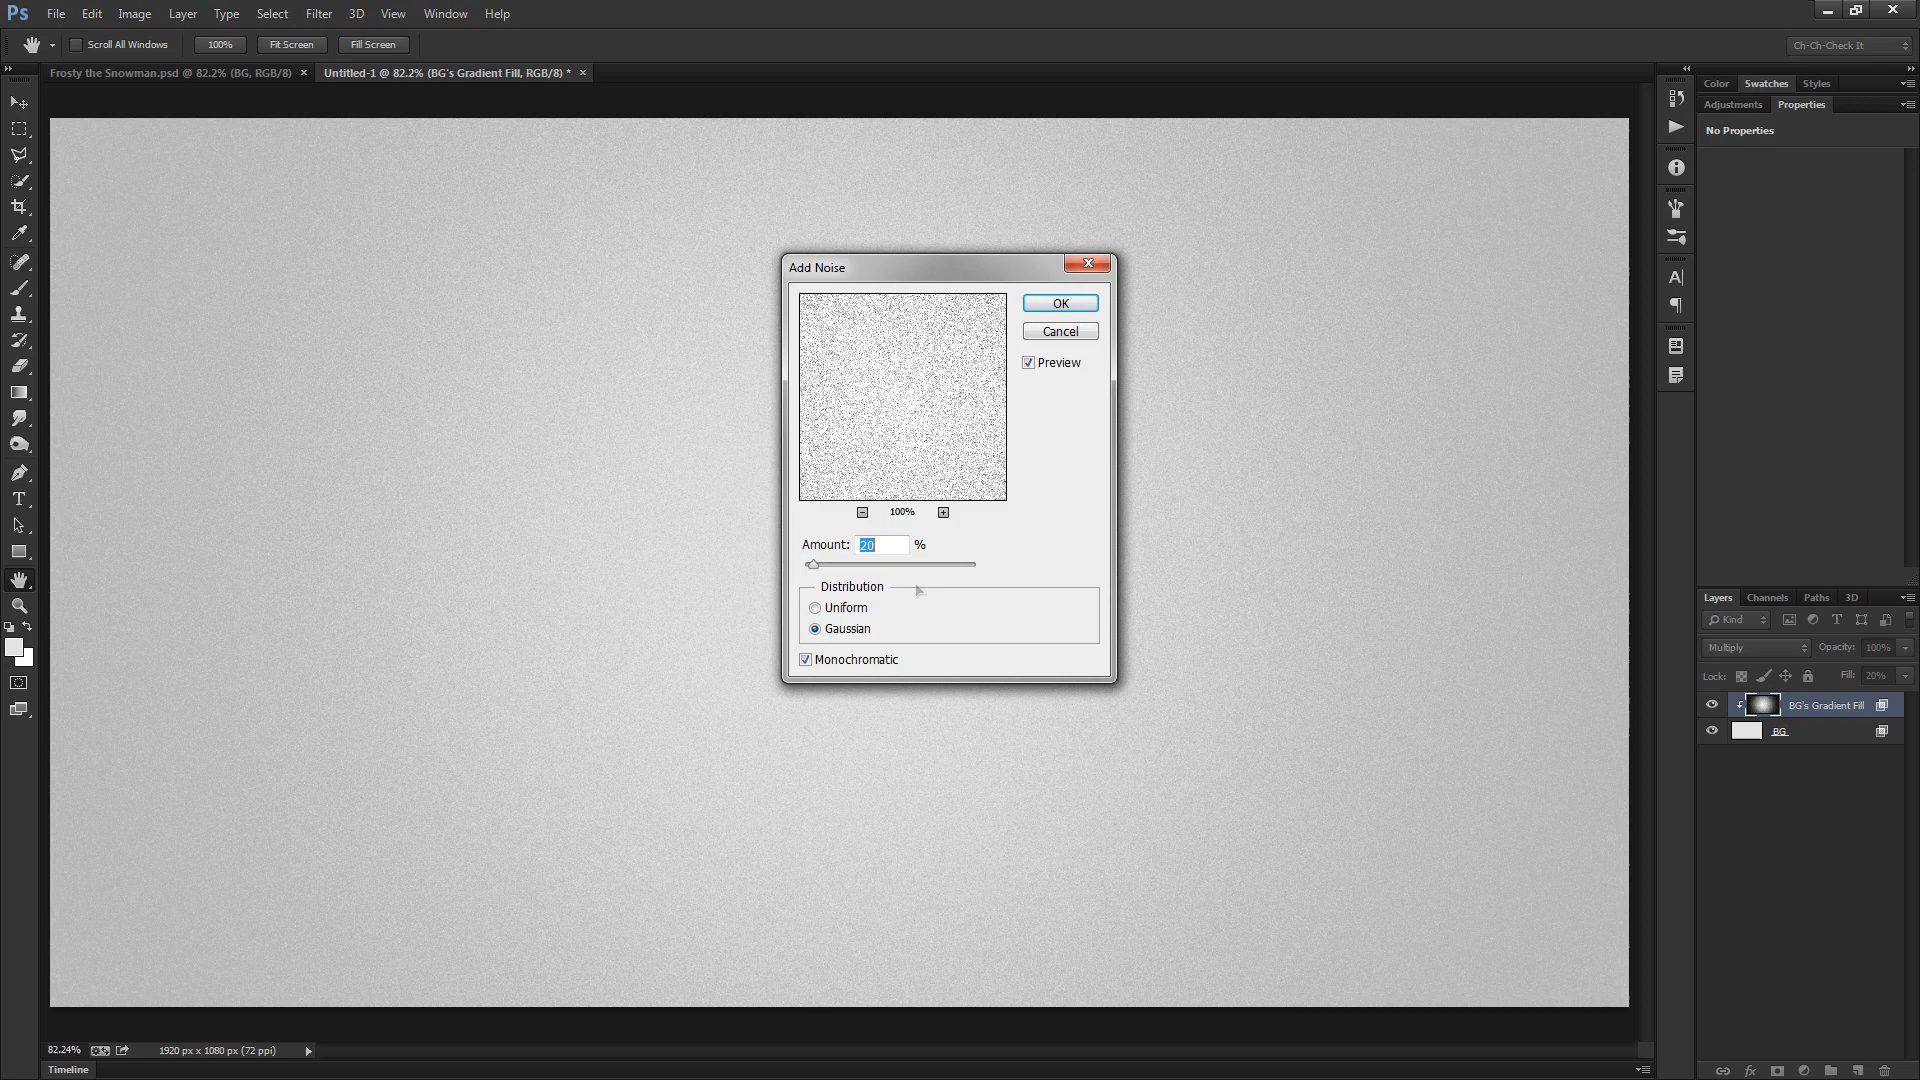 Ps File Edit Image Layer Type Select Filter 3D View Window Help
Scroll All Windows 100% Fit Screen Fill Screen Ch-Ch-Check It
Frosty the Snowman.psd @ 82.2% (BG, RGB/8) × Untitled-1 @ 82.2% (BG's Gradient Fill, RGB/8) * ×
Color Swatches Styles
Adjustments Properties
No Properties
Add Noise
OK
Cancel
Preview
100%
Amount: 20 %
Distribution
Uniform
Gaussian
Monochromatic
Layers Channels Paths 3D
Kind
Multiply Opacity: 100%
Lock: Fill: 20%
BG's Gradient Fill
BG
82.24% 1920 px x 1080 px (72 ppi)
Timeline